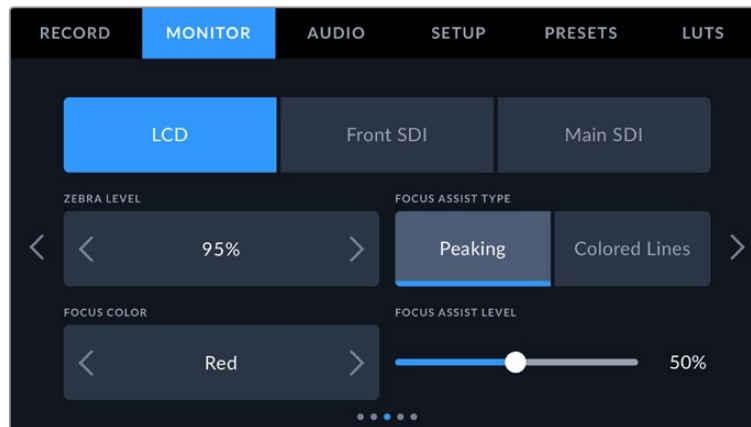 RECORD MONITOR AUDIO SETUP PRESETS LUTS
LCD Front SDI Main SDI
ZEBRA LEVEL FOCUS ASSIST TYPE
95% Peaking Colored Lines
FOCUS COLOR FOCUS ASSIST LEVEL
Red 50%